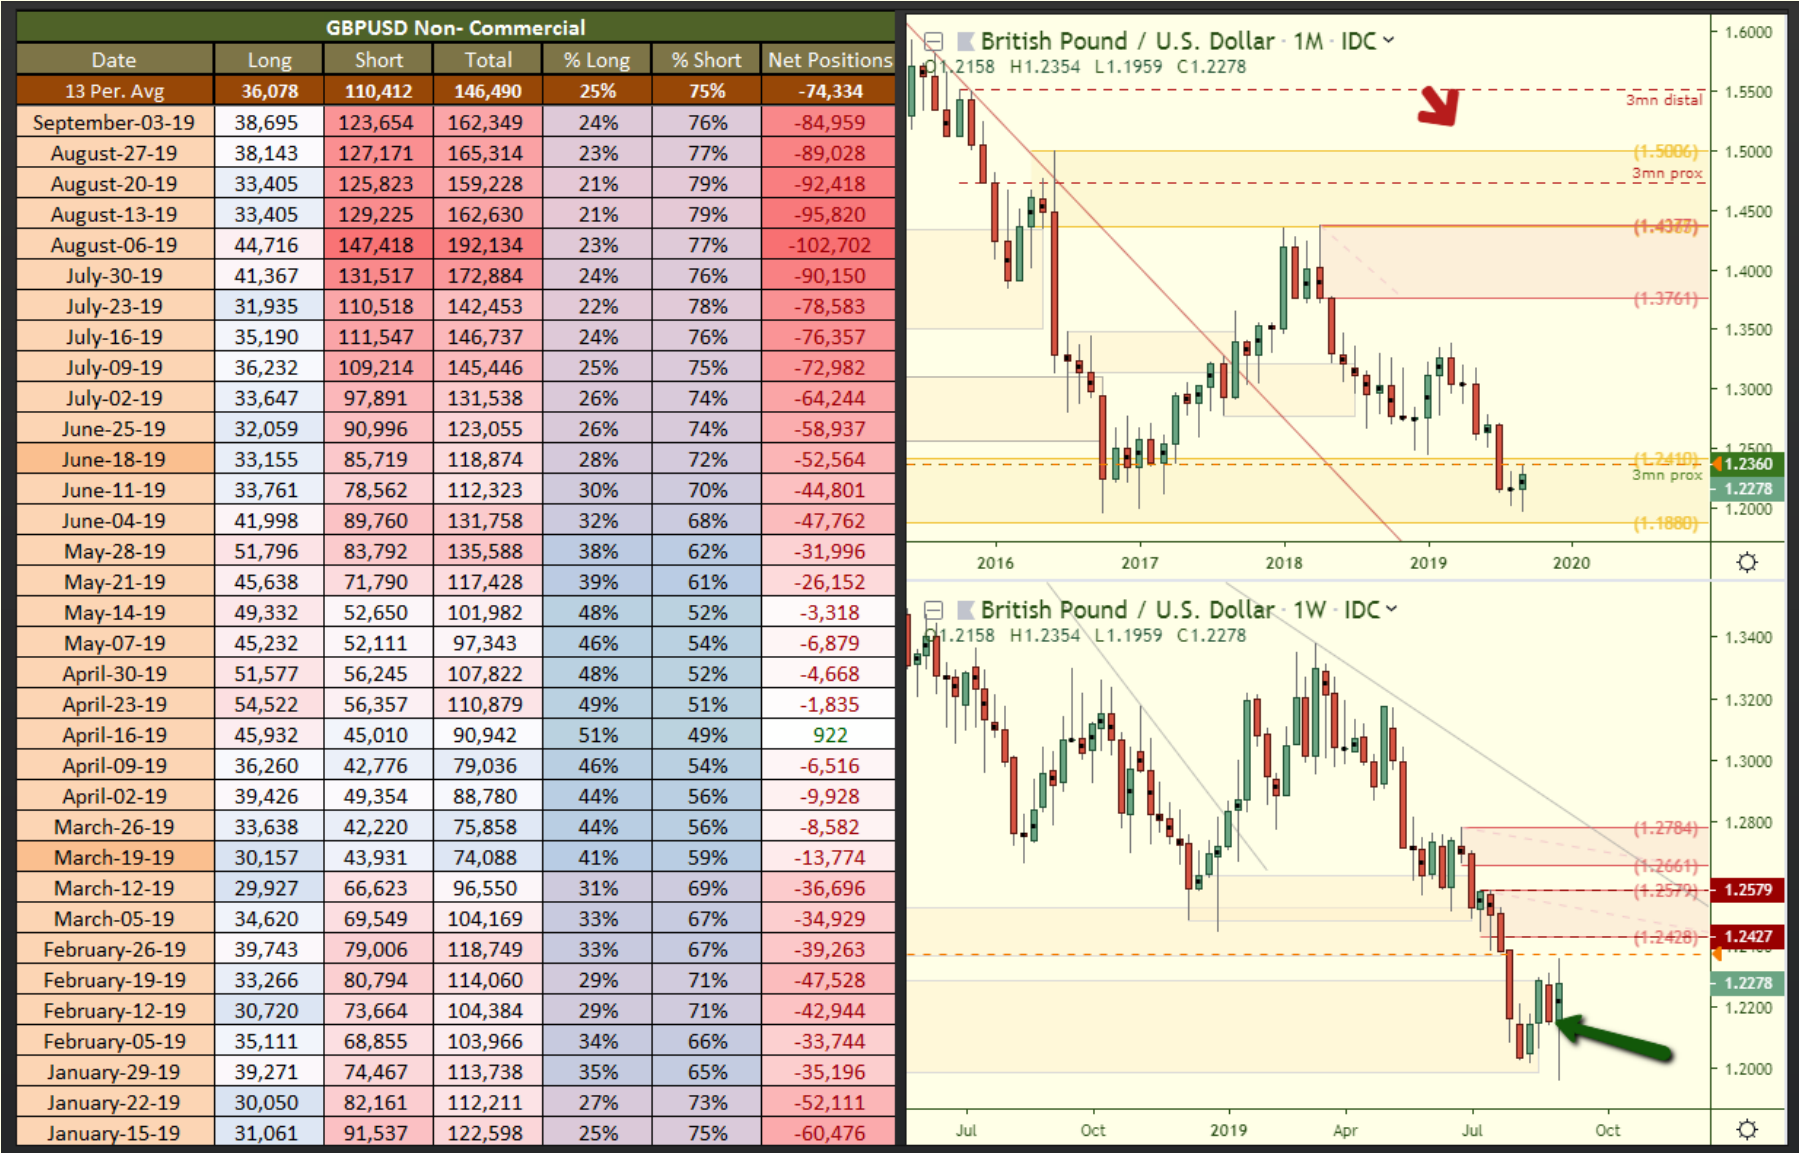 GBPUSD Non- Commercial
Date Long Short Total % Long % Short Net Positions
13 Per. Avg 36,078 110,412 146,490 25% 75% -74,334
September-03-19 38,695 123,654 162,349 24% 76% -84,959
August-27-19 38,143 127,171 165,314 23% 77% -89,028
August-20-19 33,405 125,823 159,228 21% 79% -92,418
August-13-19 33,405 129,225 162,630 21% 79% -95,820
August-06-19 44,716 147,418 192,134 23% 77% -102,702
July-30-19 41,367 131,517 172,884 24% 76% -90,150
July-23-19 31,935 110,518 142,453 22% 78% -78,583
July-16-19 35,190 111,547 146,737 24% 76% -76,357
July-09-19 36,232 109,214 145,446 25% 75% -72,982
July-02-19 33,647 97,891 131,538 26% 74% -64,244
June-25-19 32,059 90,996 123,055 26% 74% -58,937
June-18-19 33,155 85,719 118,874 28% 72% -52,564
June-11-19 33,761 78,562 112,323 30% 70% -44,801
June-04-19 41,998 89,760 131,758 32% 68% -47,762
May-28-19 51,796 83,792 135,588 38% 62% -31,996
May-21-19 45,638 71,790 117,428 39% 61% -26,152
May-14-19 49,332 52,650 101,982 48% 52% -3,318
May-07-19 45,232 52,111 97,343 46% 54% -6,879
April-30-19 51,577 56,245 107,822 48% 52% -4,668
April-23-19 54,522 56,357 110,879 49% 51% -1,835
April-16-19 45,932 45,010 90,942 51% 49% 922
April-09-19 36,260 42,776 79,036 46% 54% -6,516
April-02-19 39,426 49,354 88,780 44% 56% -9,928
March-26-19 33,638 42,220 75,858 44% 56% -8,582
March-19-19 30,157 43,931 74,088 41% 59% -13,774
March-12-19 29,927 66,623 96,550 31% 69% -36,696
March-05-19 34,620 69,549 104,169 33% 67% -34,929
February-26-19 39,743 79,006 118,749 33% 67% -39,263
February-19-19 33,266 80,794 114,060 29% 71% -47,528
February-12-19 30,720 73,664 104,384 29% 71% -42,944
February-05-19 35,111 68,855 103,966 34% 66% -33,744
January-29-19 39,271 74,467 113,738 35% 65% -35,196
January-22-19 30,050 82,161 112,211 27% 73% -52,111
January-15-19 31,061 91,537 122,598 25% 75% -60,476
British Pound / U.S. Dollar · 1M · IDC
O1.2158 H1.2354 L1.1959 C1.2278
1.6000
1.5500
3mn distal
(1.5006) 1.5000
3mn prox
1.4500
1.4000
(1.3761)
1.3500
1.3000
1.2500
(1.2410)
1.2360
3mn prox
1.2278
1.2000
(1.1880)
2016 2017 2018 2019 2020
British Pound / U.S. Dollar · 1W · IDC
O1.2158 H1.2354 L1.1959 C1.2278
1.3400
1.3200
1.3000
(1.2784) 1.2800
(1.2661)
(1.2579) 1.2579
(1.2428) 1.2427
1.2278
1.2200
1.2000
Jul Oct 2019 Apr Jul Oct